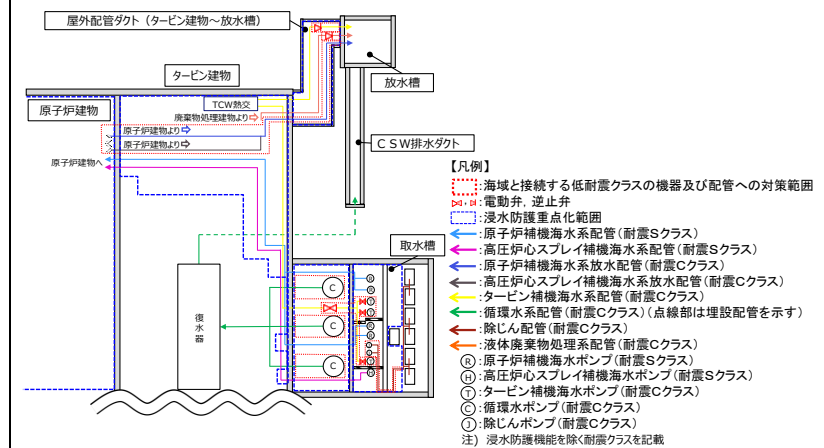 屋外配管ダクト（タービン建物～放水槽）
タービン建物
放水槽
原子炉建物
TCW熱交
廃棄物処理建物より⇨
原子炉建物より⇨
原子炉建物より⇨
原子炉建物へ
ＣＳＷ排水ダクト
取水槽
復水器
C
C
C
【凡例】
:海域と接続する低耐震クラスの機器及び配管への対策範囲
:電動弁，逆止弁
:浸水防護重点化範囲
:原子炉補機海水系配管(耐震Sクラス)
:高圧炉心スプレイ補機海水系配管(耐震Sクラス)
:原子炉補機海水系放水配管(耐震Cクラス)
:高圧炉心スプレイ補機海水系放水配管(耐震Cクラス)
:タービン補機海水系配管(耐震Cクラス)
:循環水系配管(耐震Cクラス)(点線部は埋設配管を示す)
:除じん配管(耐震Cクラス)
:液体廃棄物処理系配管(耐震Cクラス)
Ⓡ:原子炉補機海水ポンプ(耐震Sクラス)
Ⓗ:高圧炉心スプレイ補機海水ポンプ(耐震Sクラス)
Ⓣ:タービン補機海水ポンプ(耐震Cクラス)
Ⓒ:循環水ポンプ(耐震Cクラス)
Ⓙ:除じんポンプ(耐震Cクラス)
注）浸水防護機能を除く耐震クラスを記載